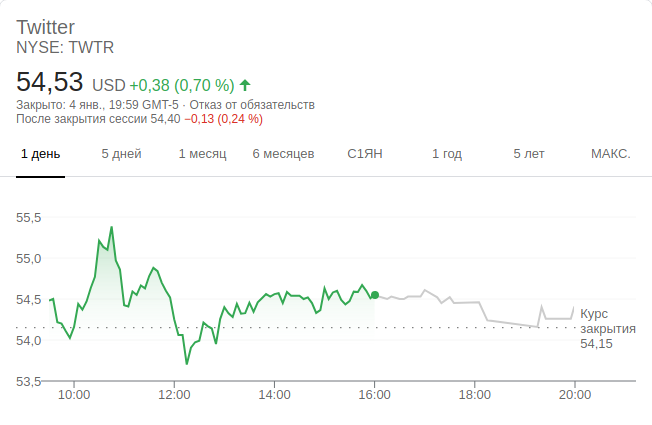 Twitter
NYSE: TWTR
54,53 USD +0,38 (0,70 %)
Закрыто: 4 янв., 19:59 GMT-5 · Отказ от обязательств
После закрытия сессии 54,40 −0,13 (0,24 %)
1 день 5 дней 1 месяц 6 месяцев С1ЯН 1 год 5 лет МАКС.
55,5
55,0
54,5
54,0
53,5
Курс
закрытия
54,15
10:00 12:00 14:00 16:00 18:00 20:00